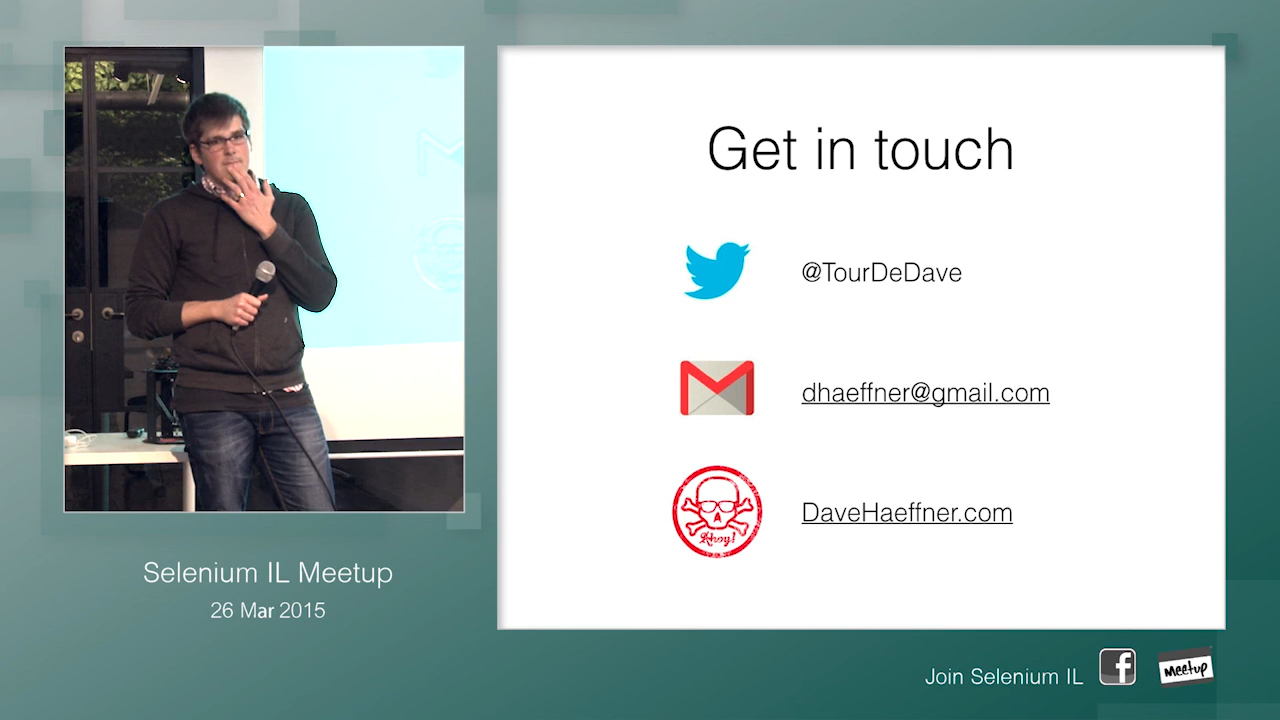 Get in touch
@TourDeDave
dhaeffner@gmail.com
DaveHaeffner.com
Ahoy!
Selenium IL Meetup
26 Mar 2015
Join Selenium IL
f
Meetup